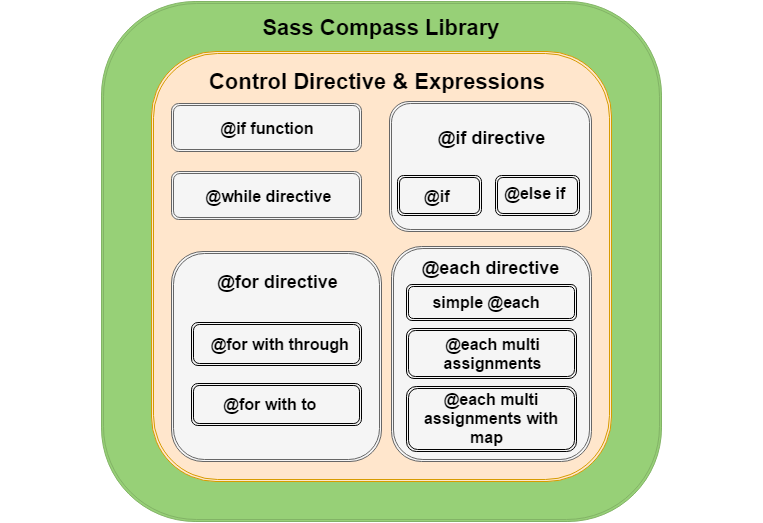 Sass Compass Library
Control Directive & Expressions
@if function
@while directive
@if directive
@if
@else if
@for directive
@for with through
@for with to
@each directive
simple @each
@each multi
assignments
@each multi
assignments with
map